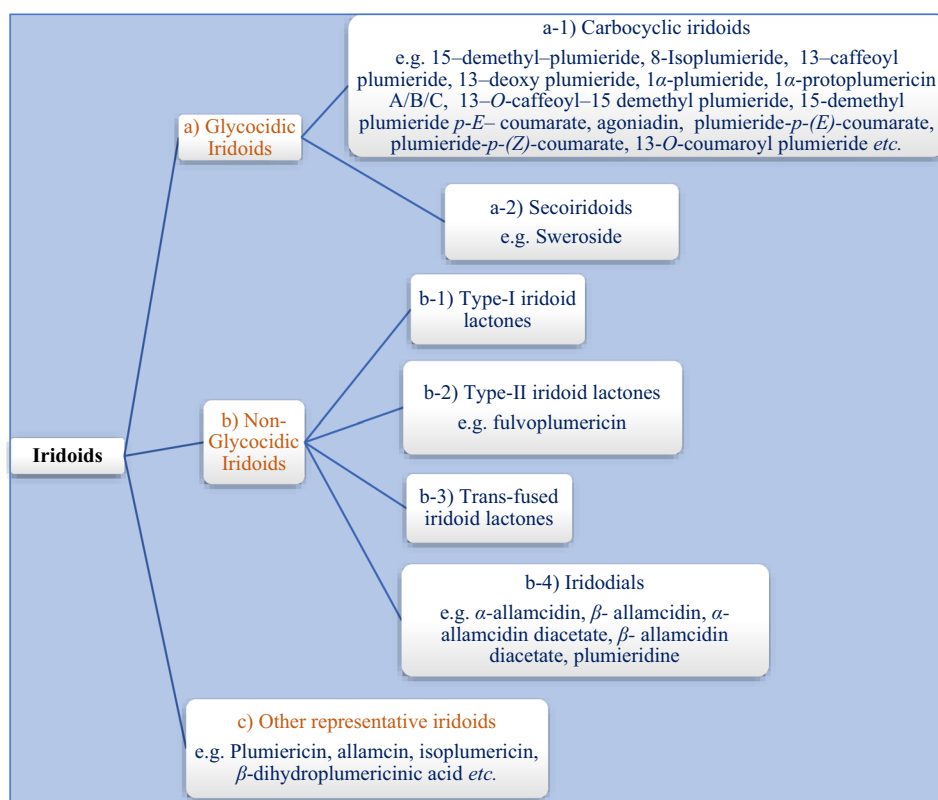 a-1) Carbocyclic iridoids
e.g. 15–demethyl–plumieride, 8-Isoplumieride, 13–caffeoyl
plumieride, 13–deoxy plumieride, 1α-plumieride, 1α-protoplumericin
A/B/C, 13–O-caffeoyl–15 demethyl plumieride, 15-demethyl
plumieride p-E– coumarate, agoniadin, plumieride-p-(E)-coumarate,
plumieride-p-(Z)-coumarate, 13-O-coumaroyl plumieride etc.
a) Glycocidic
Iridoids
a-2) Secoiridoids
e.g. Sweroside
b-1) Type-I iridoid
lactones
b-2) Type-II iridoid lactones
e.g. fulvoplumericin
b) Non-
Glycocidic
Iridoids
Iridoids
b-3) Trans-fused
iridoid lactones
b-4) Iridodials
e.g. α-allamcidin, β- allamcidin, α-
allamcidin diacetate, β- allamcidin
diacetate, plumieridine
c) Other representative iridoids
e.g. Plumiericin, allamcin, isoplumericin,
β-dihydroplumericinic acid etc.